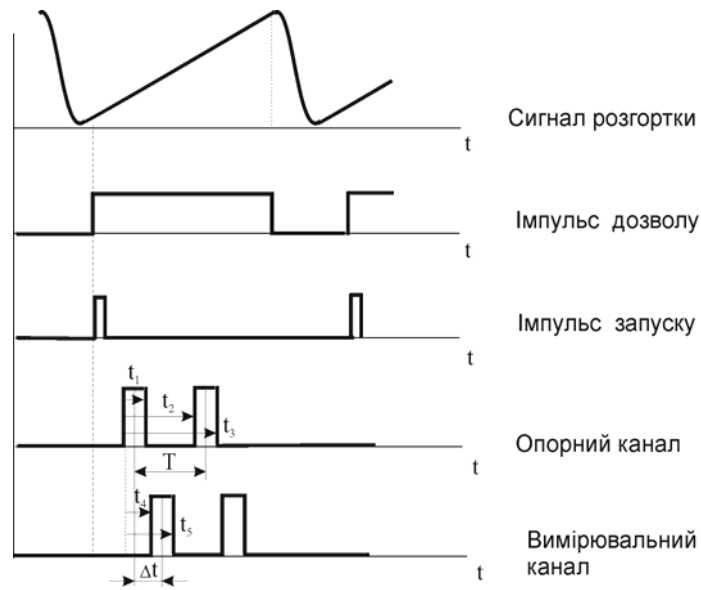 Сигнал розгортки
t
Імпульс дозволу
t
Імпульс запуску
t
t₁
t₂
t₃
Опорний канал
T
t
t₄
t₅
Вимірювальний
канал
Δt
t